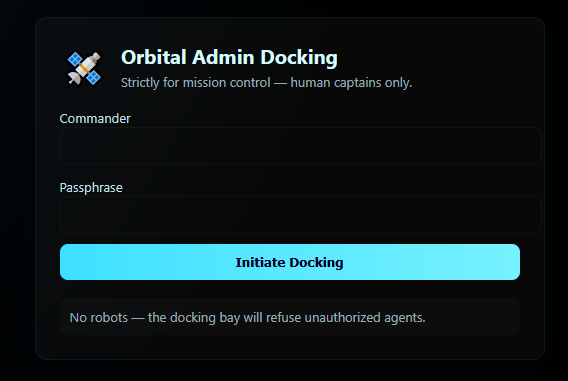 Orbital Admin Docking
Strictly for mission control — human captains only.
Commander
Passphrase
Initiate Docking
No robots — the docking bay will refuse unauthorized agents.